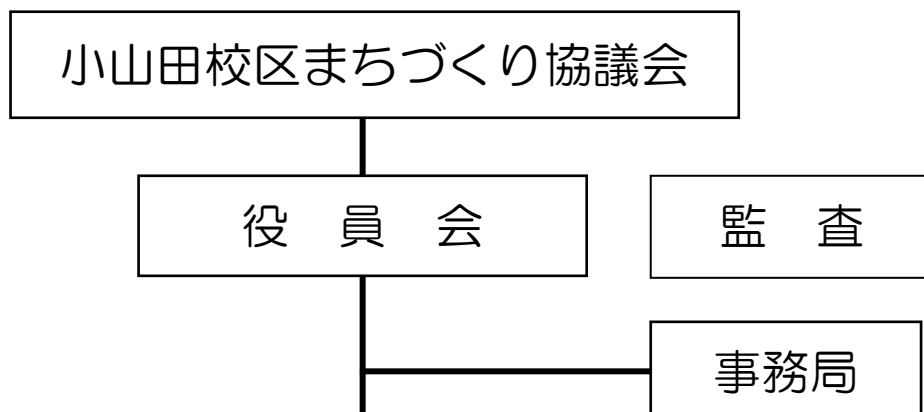 小山田校区まちづくり協議会
役　員　会
監　査
事務局